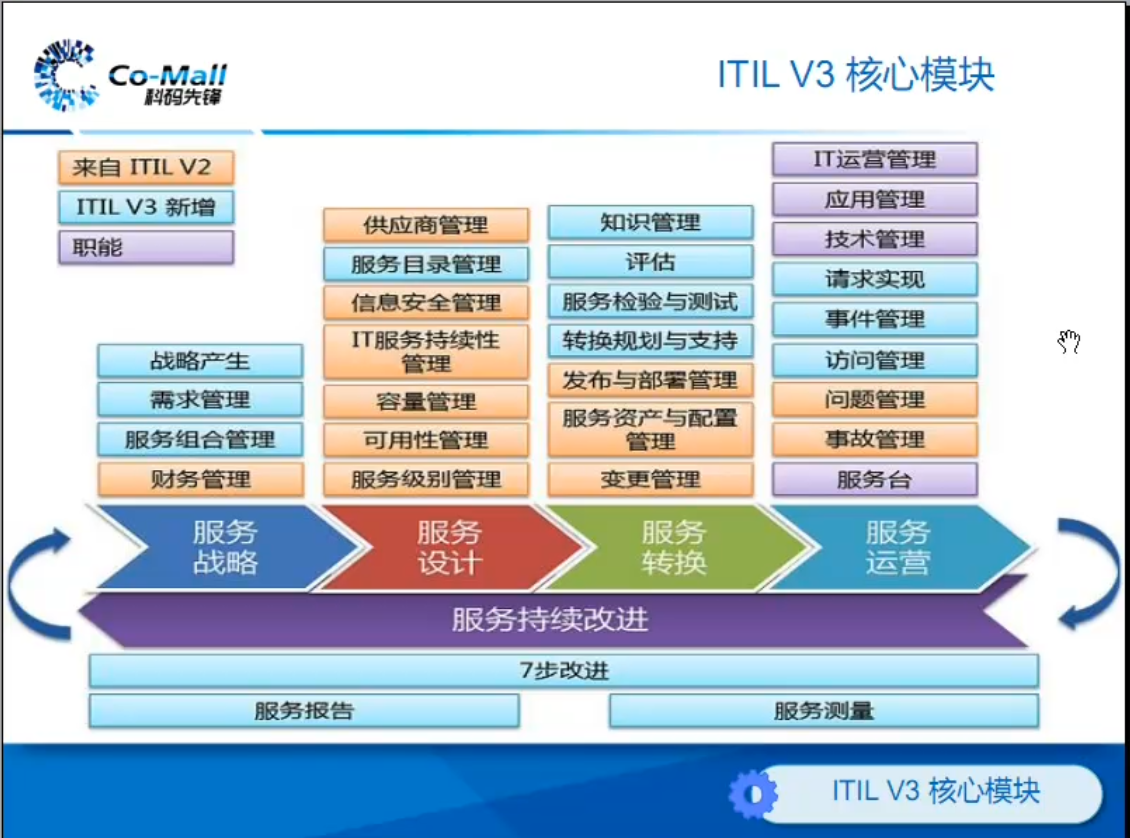 Co-Mall
科码先锋
ITIL V3 核心模块
来自 ITIL V2
ITIL V3 新增
职能
战略产生
需求管理
服务组合管理
财务管理
供应商管理
服务目录管理
信息安全管理
IT服务持续性
管理
容量管理
可用性管理
服务级别管理
知识管理
评估
服务检验与测试
转换规划与支持
发布与部署管理
服务资产与配置
管理
变更管理
IT运营管理
应用管理
技术管理
请求实现
事件管理
访问管理
问题管理
事故管理
服务台
服务
战略
服务
设计
服务
转换
服务
运营
服务持续改进
7步改进
服务报告
服务测量
ITIL V3 核心模块